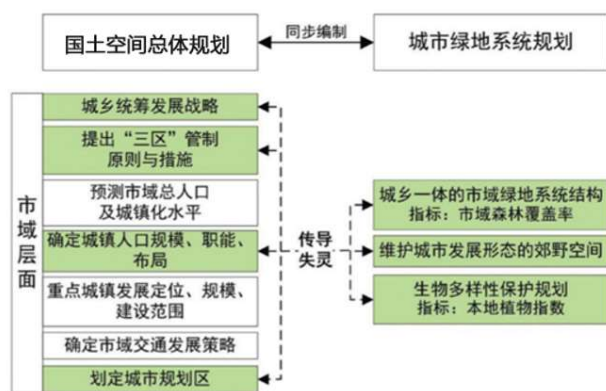 国土空间总体规划
同步编制
城市绿地系统规划
市域层面
城乡统筹发展战略
提出“三区”管制
原则与措施
预测市域总人口
及城镇化水平
确定城镇人口规模、职能、
布局
重点城镇发展定位、规模、
建设范围
确定市域交通发展策略
划定城市规划区
传导
失灵
城乡一体的市域绿地系统结构
指标：市域森林覆盖率
维护城市发展形态的郊野空间
生物多样性保护规划
指标：本地植物指数